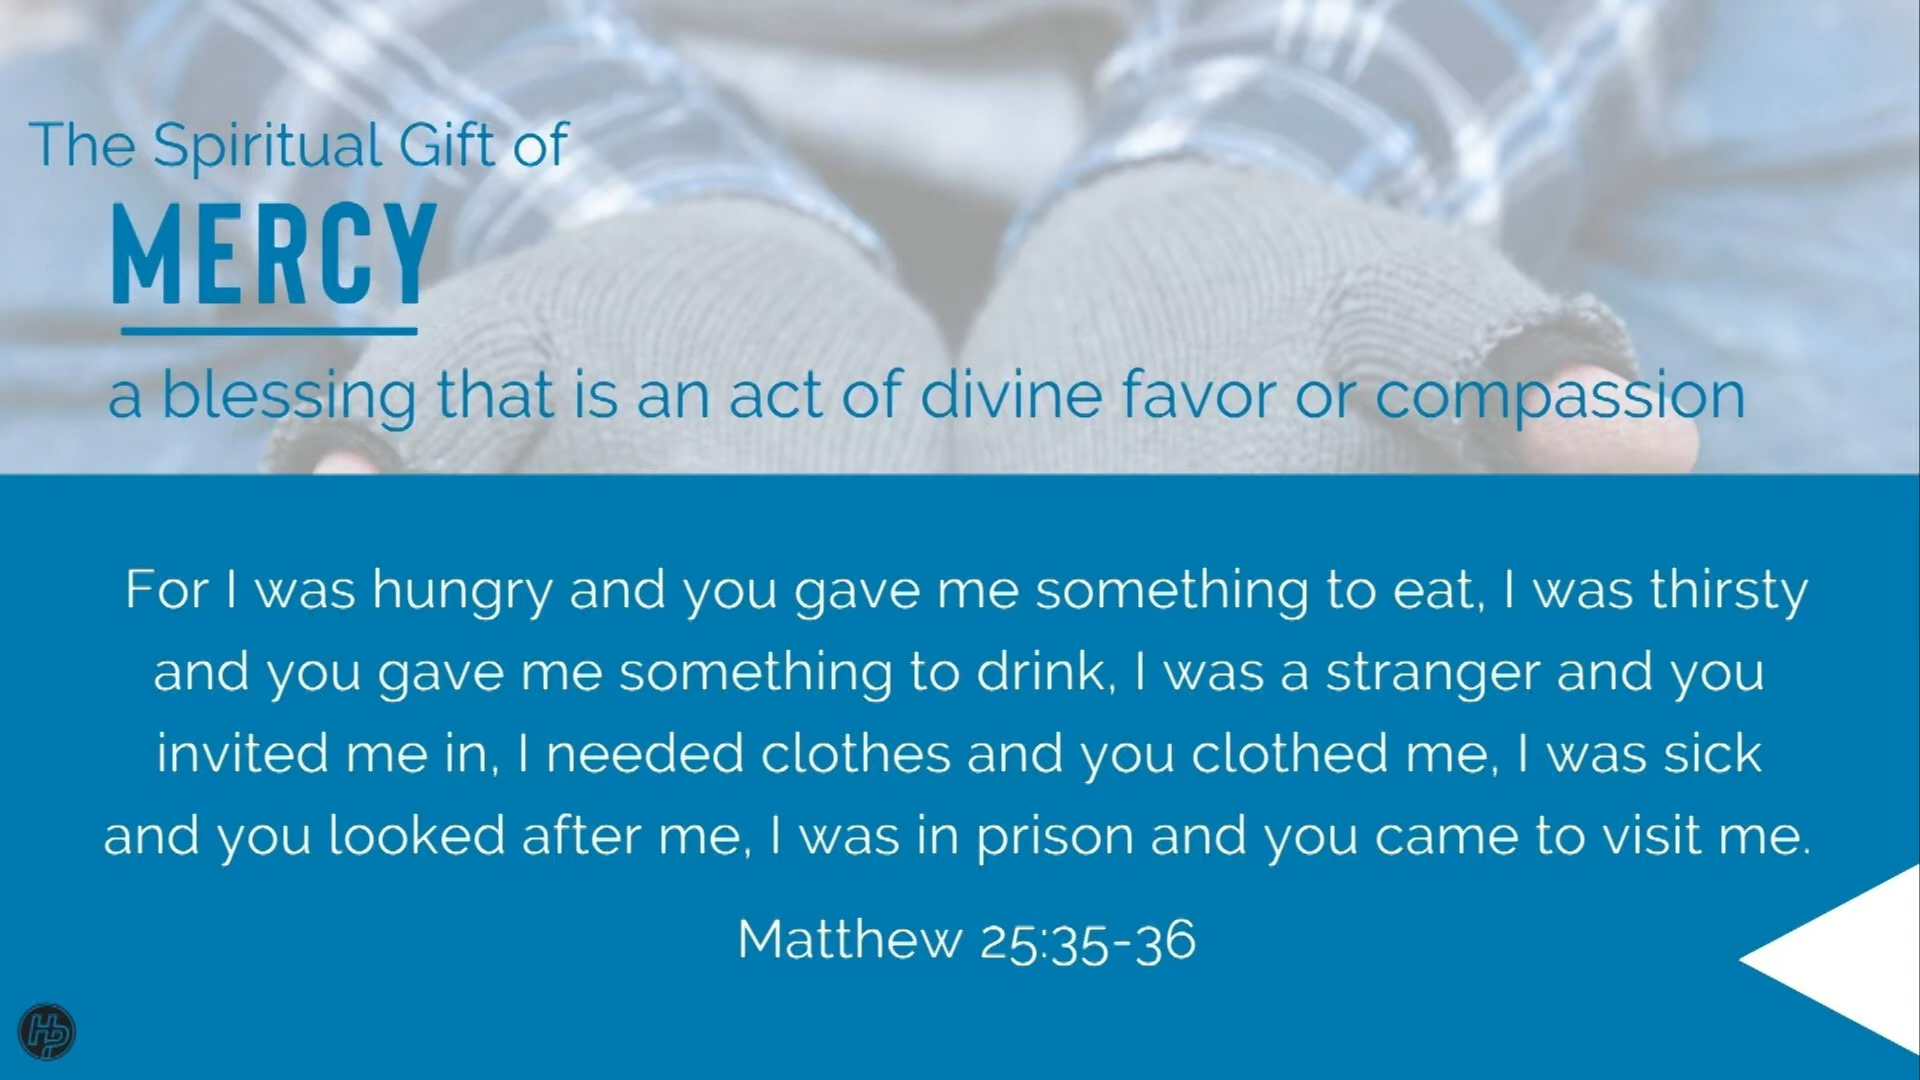 The Spiritual Gift of
MERCY
a blessing that is an act of divine favor or compassion
For I was hungry and you gave me something to eat, I was thirsty
and you gave me something to drink, I was a stranger and you
invited me in, I needed clothes and you clothed me, I was sick
and you looked after me, I was in prison and you came to visit me.
Matthew 25:35-36
HP